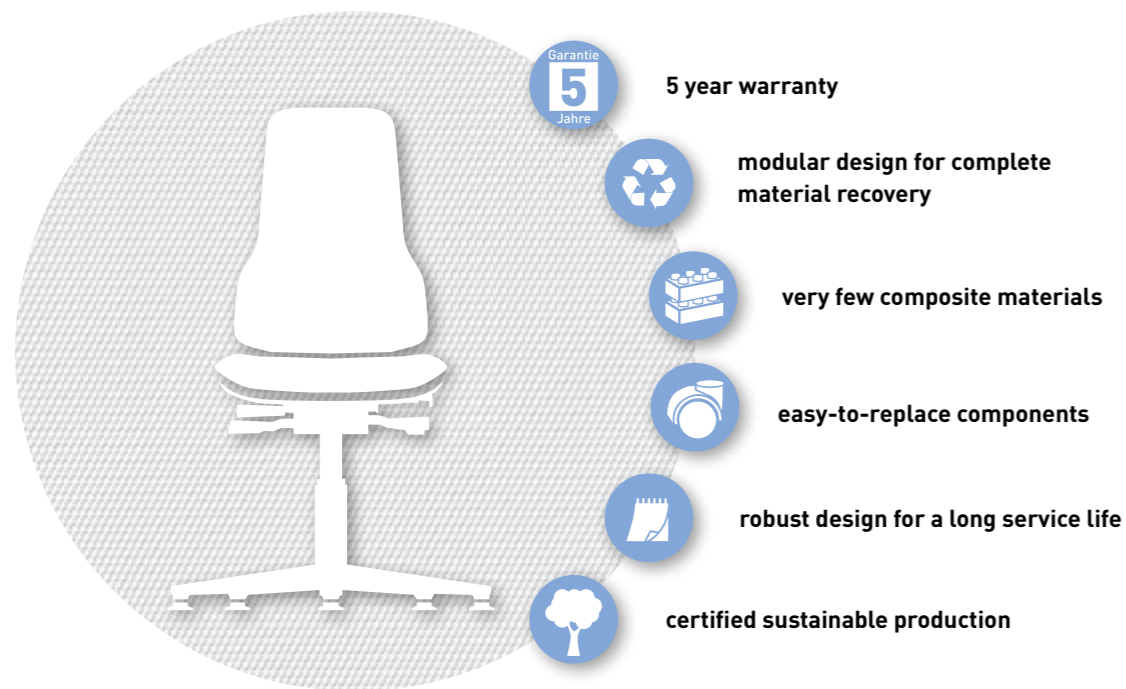 Garantie
5
Jahre
5 year warranty
modular design for complete
material recovery
very few composite materials
easy-to-replace components
robust design for a long service life
certified sustainable production